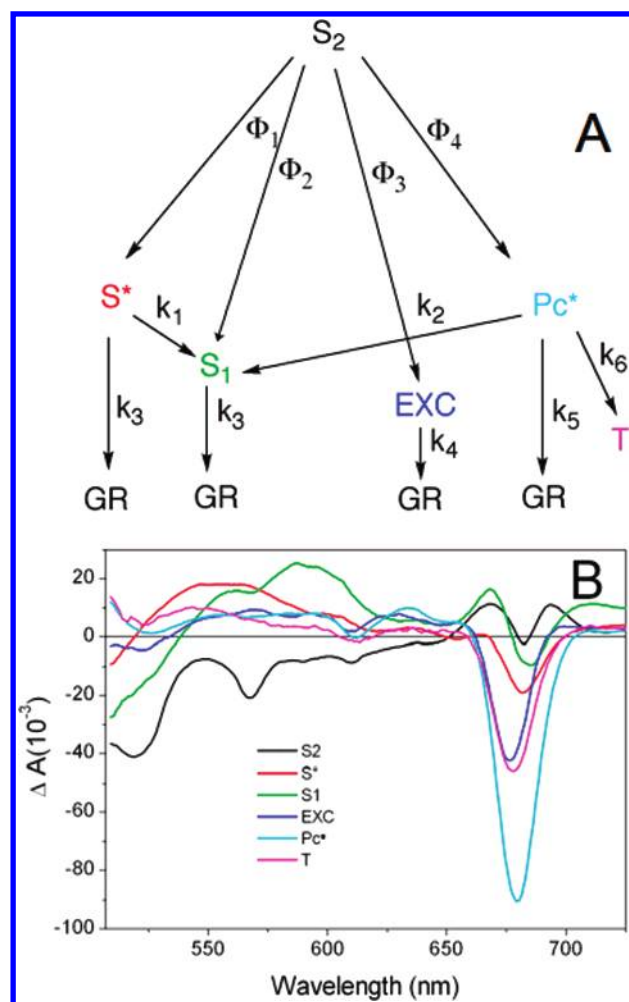 S₂
A
Φ₁
Φ₂
Φ₃
Φ₄
S*
k₁
S₁
k₂
Pc*
k₆
k₃
k₃
EXC
k₄
k₅
T
GR
GR
GR
GR
B
20
0
-20
-40
-60
-80
-100
Δ A(10⁻³)
S2
S*
S1
EXC
Pc*
T
550
600
650
700
Wavelength (nm)